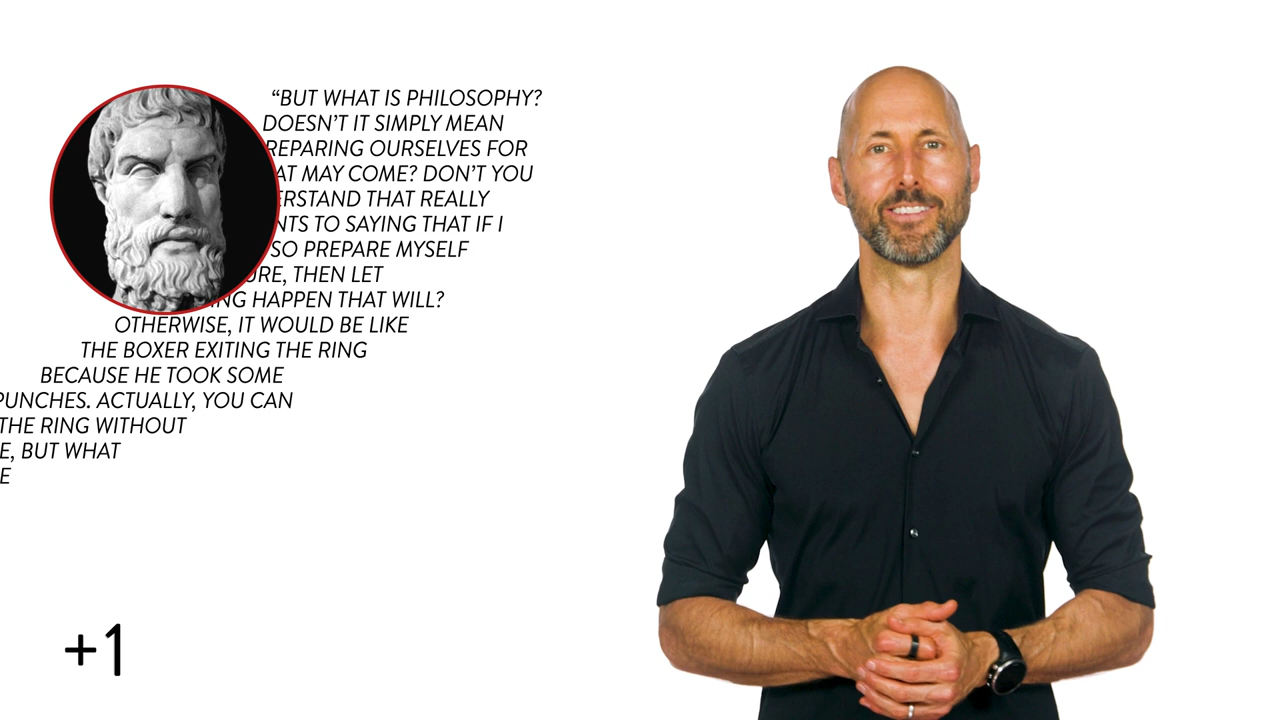 “BUT WHAT IS PHILOSOPHY?
DOESN’T IT SIMPLY MEAN
REPARING OURSELVES FOR
AT MAY COME? DON’T YOU
ERSTAND THAT REALLY
NTS TO SAYING THAT IF I
SO PREPARE MYSELF
URE, THEN LET
ING HAPPEN THAT WILL?
OTHERWISE, IT WOULD BE LIKE
THE BOXER EXITING THE RING
BECAUSE HE TOOK SOME
PUNCHES. ACTUALLY, YOU CAN
THE RING WITHOUT
E, BUT WHAT
E
+1